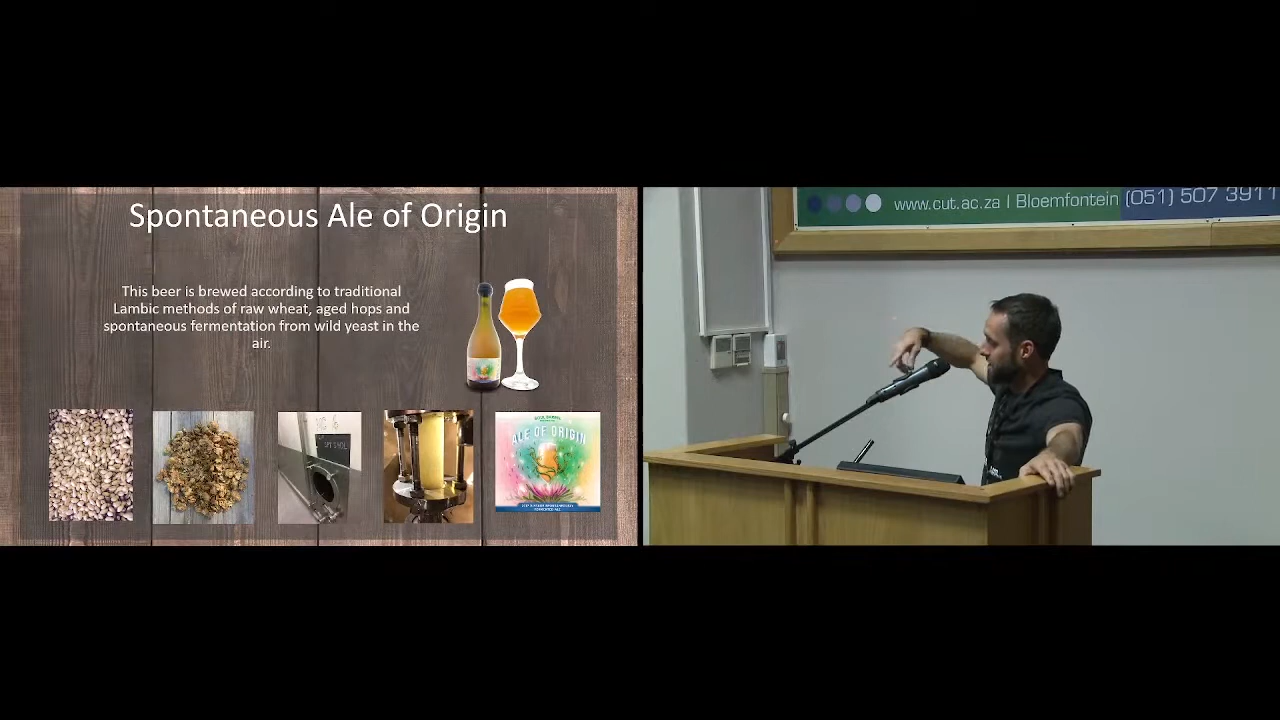 Spontaneous Ale of Origin
This beer is brewed according to traditional
Lambic methods of raw wheat, aged hops and
spontaneous fermentation from wild yeast in the
air.
ALE OF ORIGIN
www.cut.ac.za | Bloemfontein (051) 507 3911